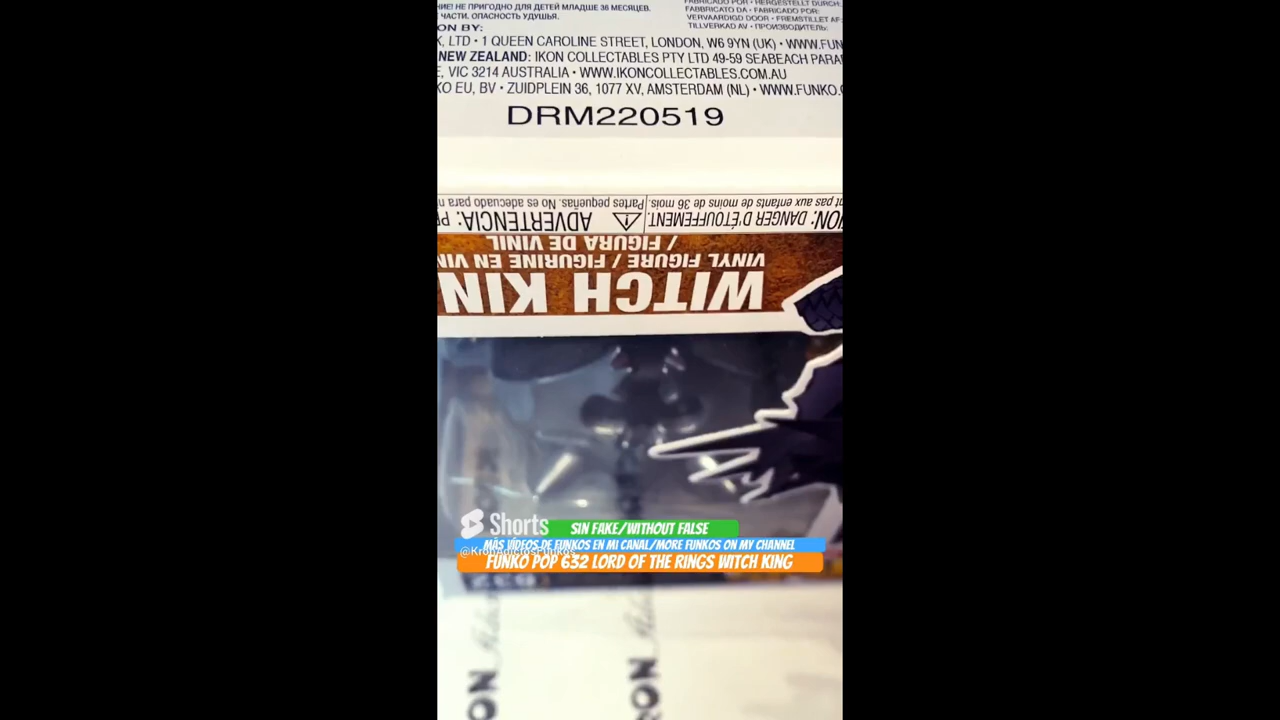 НИЕ! НЕ ПРИГОДНО ДЛЯ ДЕТЕЙ МЛАДШЕ 36 МЕСЯЦЕВ.
ЧАСТИ. ОПАСНОСТЬ УДУШЬЯ.
FABRICADO POR • HERGESTELLT DURCH:
FABBRICATO DA • FABRICADO POR:
VERVAARDIGD DOOR • FREMSTILLET AF:
TILLVERKAD AV • ПРОИЗВОДИТЕЛЬ:
ON BY:
, LTD • 1 QUEEN CAROLINE STREET, LONDON, W6 9YN (UK) • WWW.FUN
NEW ZEALAND: IKON COLLECTABLES PTY LTD 49-59 SEABEACH PARA
E, VIC 3214 AUSTRALIA • WWW.IKONCOLLECTABLES.COM.AU
KO EU, BV • ZUIDPLEIN 36, 1077 XV, AMSTERDAM (NL) • WWW.FUNKO.
DRM220519
ION: DANGER D'ÉTOUFFEMENT.
pas aux enfants de moins de 36 mois.
ADVERTENCIA:
Partes pequeñas. No es adecuado para
WITCH KIN
VINYL FIGURE / FIGURINE EN VIN
/ FIGURA DE VINIL
Shorts
SIN FAKE/WITHOUT FALSE
MÁS VÍDEOS DE FUNKOS EN MI CANAL/MORE FUNKOS ON MY CHANNEL
FUNKO POP 632 LORD OF THE RINGS WITCH KING
RON
RON